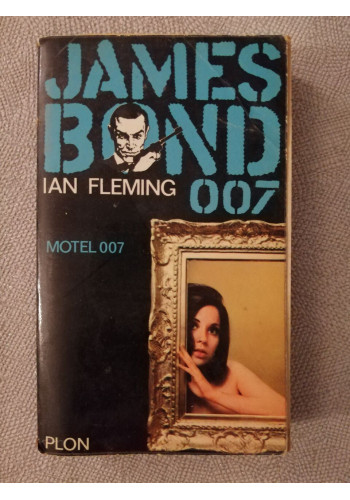 JAMES
BOND
IAN FLEMING
007
MOTEL 007
PLON